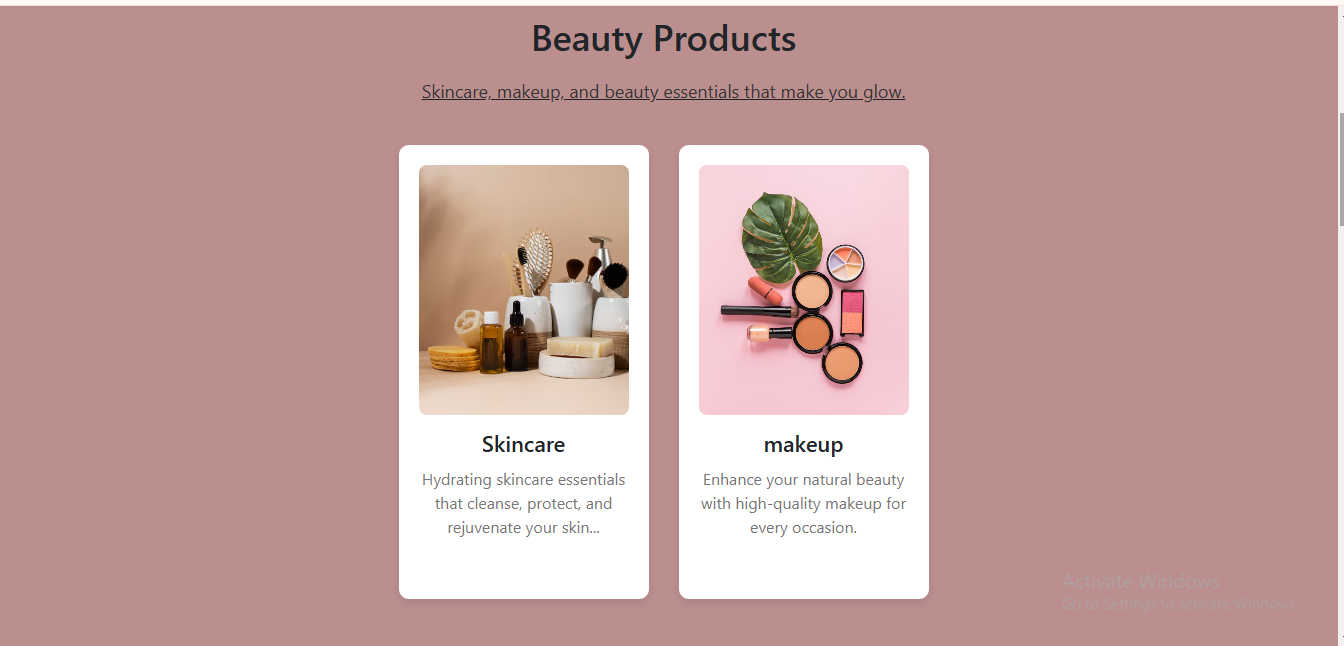 Beauty Products
Skincare, makeup, and beauty essentials that make you glow.
Skincare
Hydrating skincare essentials
that cleanse, protect, and
rejuvenate your skin...
makeup
Enhance your natural beauty
with high-quality makeup for
every occasion.
Activate Windows
Go to Settings to activate Windows.